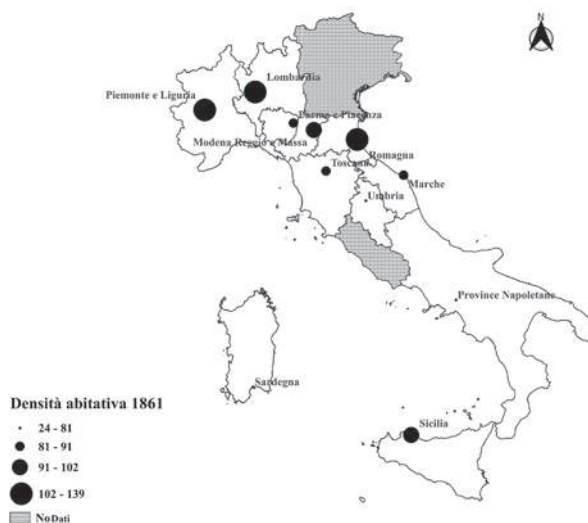 N
Lombardia
Piemonte e Liguria
Parma e Piacenza
Modena Reggio e Massa
Romagna
Toscana
Marche
Umbria
Province Napoletane
Sardegna
Sicilia
Densità abitativa 1861
24 - 81
81 - 91
91 - 102
102 - 139
No Dati